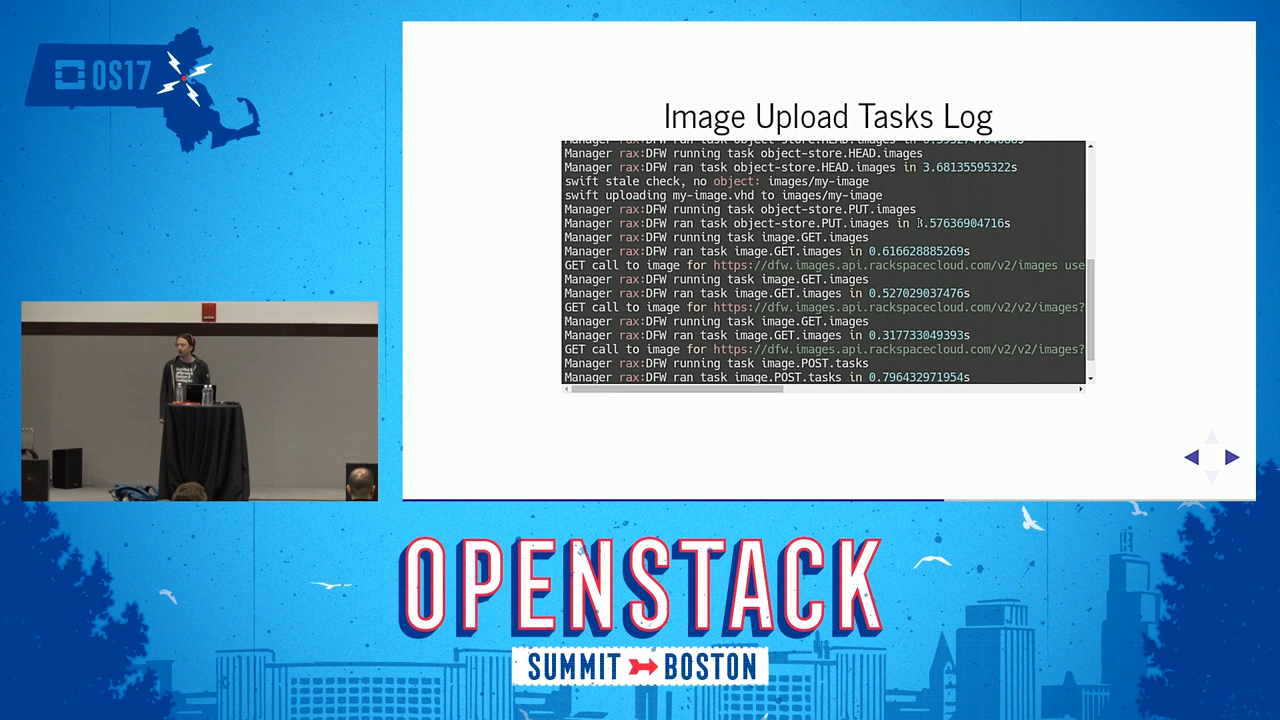 OS17
Image Upload Tasks Log
Manager rax:DFW running task object-store.HEAD.images
Manager rax:DFW ran task object-store.HEAD.images in 3.68135595322s
swift stale check, no object: images/my-image
swift uploading my-image.vhd to images/my-image
Manager rax:DFW running task object-store.PUT.images
Manager rax:DFW ran task object-store.PUT.images in .57636904716s
Manager rax:DFW running task image.GET.images
Manager rax:DFW ran task image.GET.images in 0.616628885269s
GET call to image for https://dfw.images.api.rackspacecloud.com/v2/images use
Manager rax:DFW running task image.GET.images
Manager rax:DFW ran task image.GET.images in 0.527029037476s
GET call to image for https://dfw.images.api.rackspacecloud.com/v2/v2/images?
Manager rax:DFW running task image.GET.images
Manager rax:DFW ran task image.GET.images in 0.317733049393s
GET call to image for https://dfw.images.api.rackspacecloud.com/v2/v2/images?
Manager rax:DFW running task image.POST.tasks
Manager rax:DFW ran task image.POST.tasks in 0.796432971954s
OPENSTACK
SUMMIT BOSTON